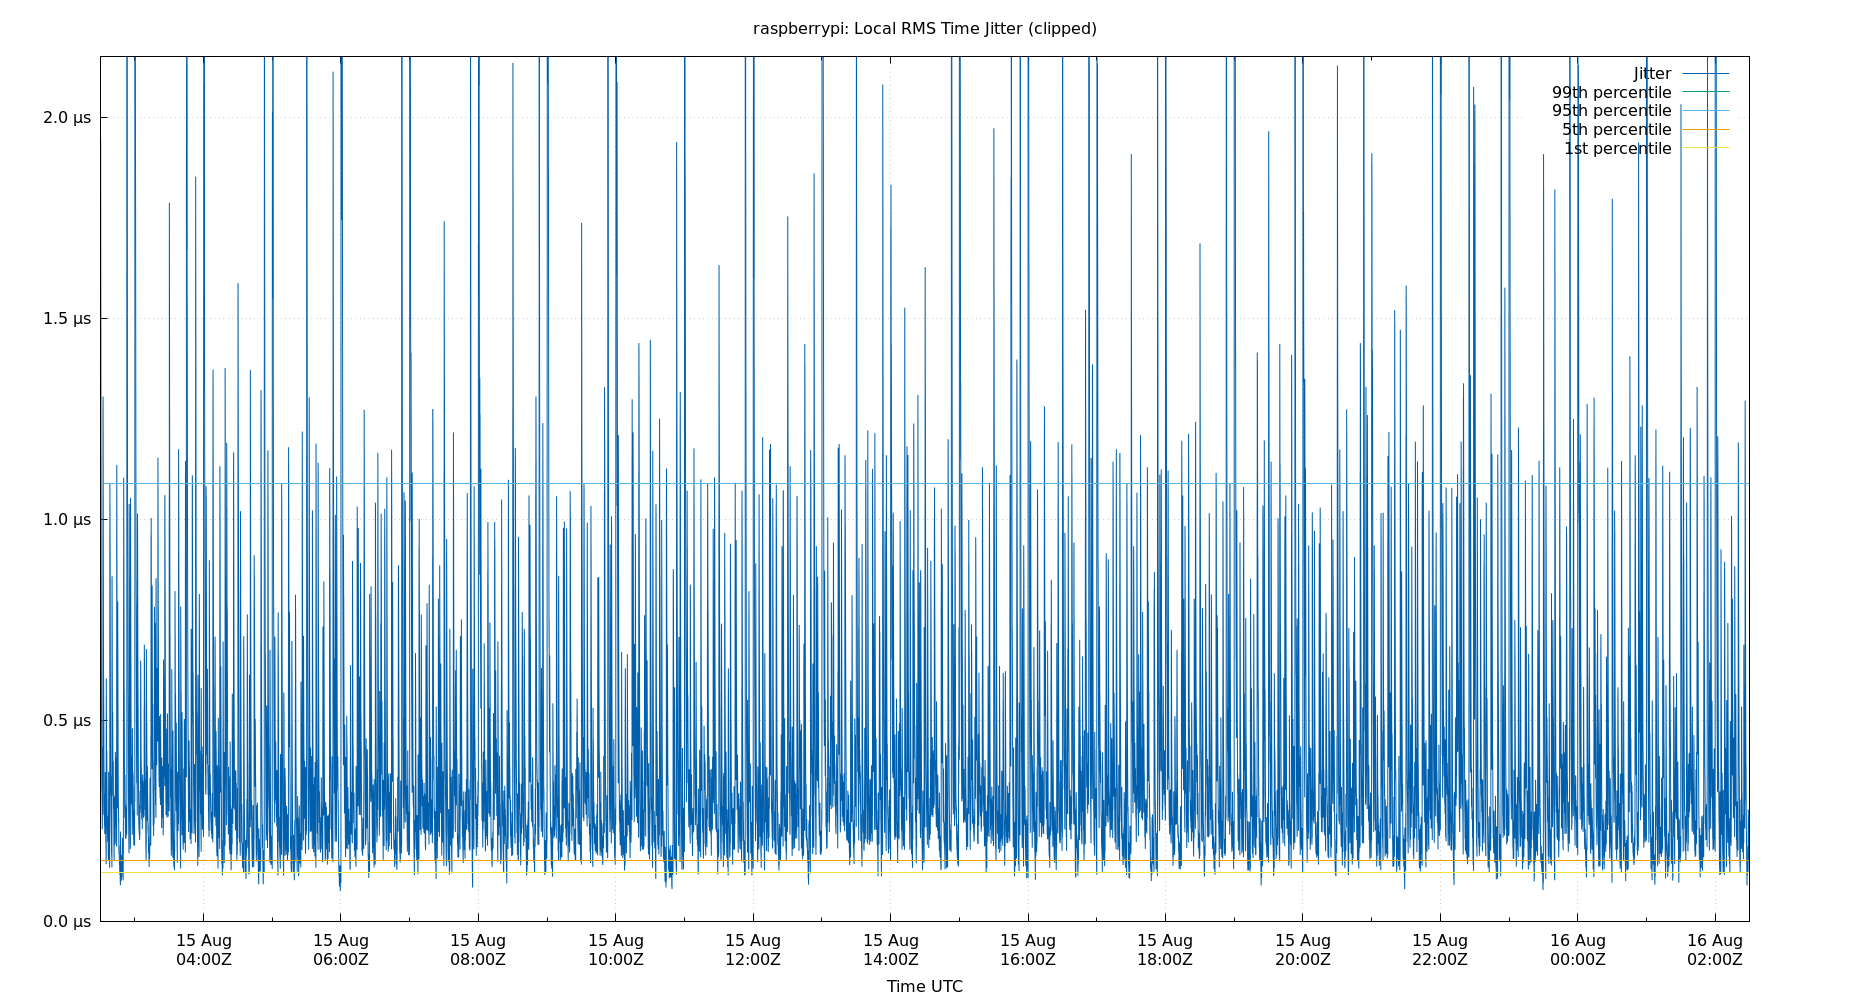 raspberrypi: Local RMS Time Jitter (clipped)
Jitter
99th percentile
95th percentile
5th percentile
1st percentile
2.0 µs
1.5 µs
1.0 µs
0.5 µs
0.0 µs
15 Aug 15 Aug 15 Aug 15 Aug 15 Aug 15 Aug 15 Aug 15 Aug 15 Aug 15 Aug 16 Aug 16 Aug
04:00Z 06:00Z 08:00Z 10:00Z 12:00Z 14:00Z 16:00Z 18:00Z 20:00Z 22:00Z 00:00Z 02:00Z
Time UTC